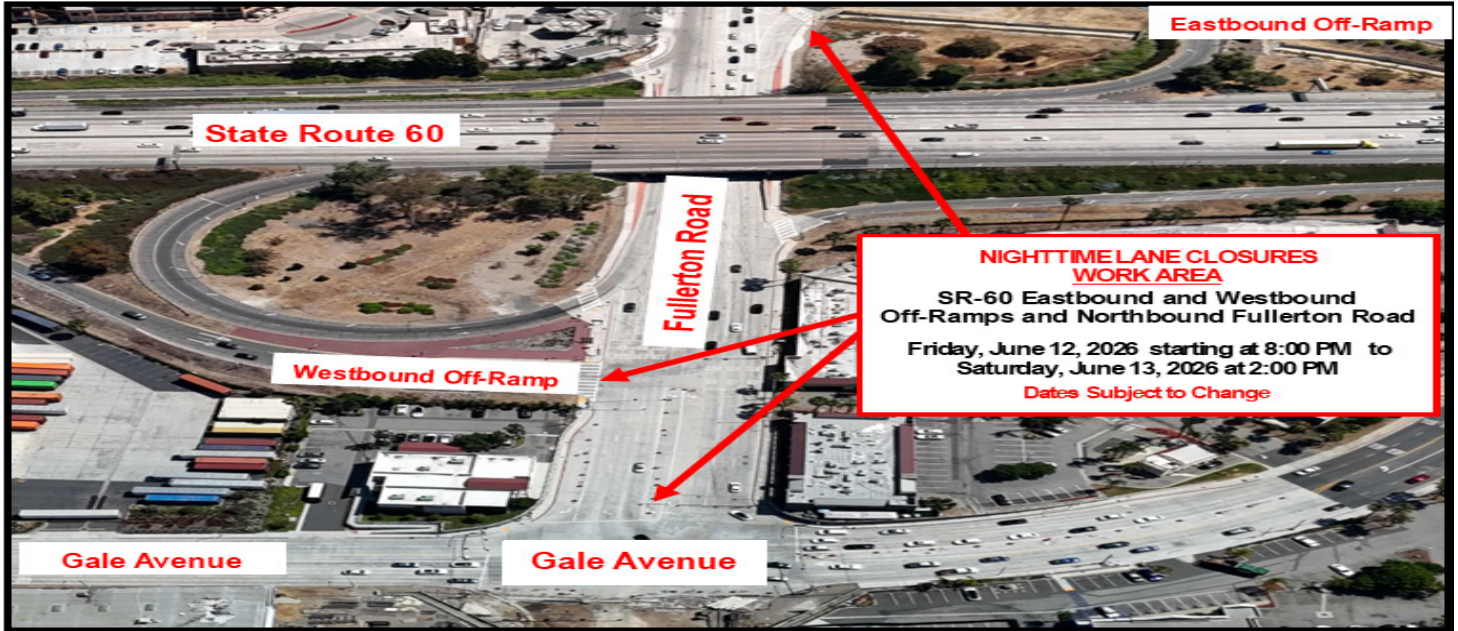 Eastbound Off-Ramp
State Route 60
Fullerton Road
NIGHTTIME LANE CLOSURES
WORK AREA
SR-60 Eastbound and Westbound
Off-Ramps and Northbound Fullerton Road
Friday, June 12, 2026 starting at 8:00 PM to
Saturday, June 13, 2026 at 2:00 PM
Dates Subject to Change
Westbound Off-Ramp
Gale Avenue
Gale Avenue